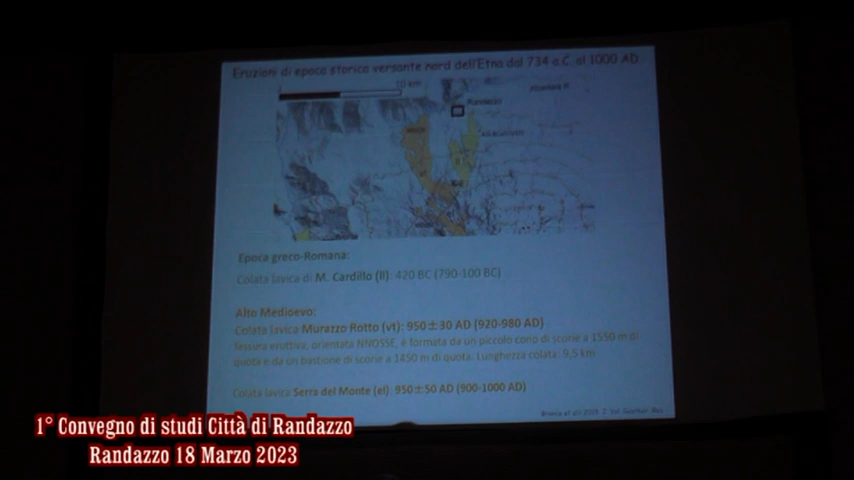 Eruzioni di epoca storica versante nord dell'Etna dal 734 a.C. al 1000 AD
10 km
Randazzo
Epoca greco-Romana:
Colata lavica di M. Cardillo (ll): 420 BC (790-100 BC)
Alto Medioevo:
Colata lavica Murazzo Rotto (vt): 950±30 AD (920-980 AD)
fessura eruttiva, orientata NNOSSE, è formata da un piccolo cono di scorie a 1550 m di
quota e da un bastione di scorie a 1450 m di quota. Lunghezza colata: 9,5 km
Colata lavica Serra del Monte (el): 950±50 AD (900-1000 AD)
1° Convegno di studi Città di Randazzo
Randazzo 18 Marzo 2023